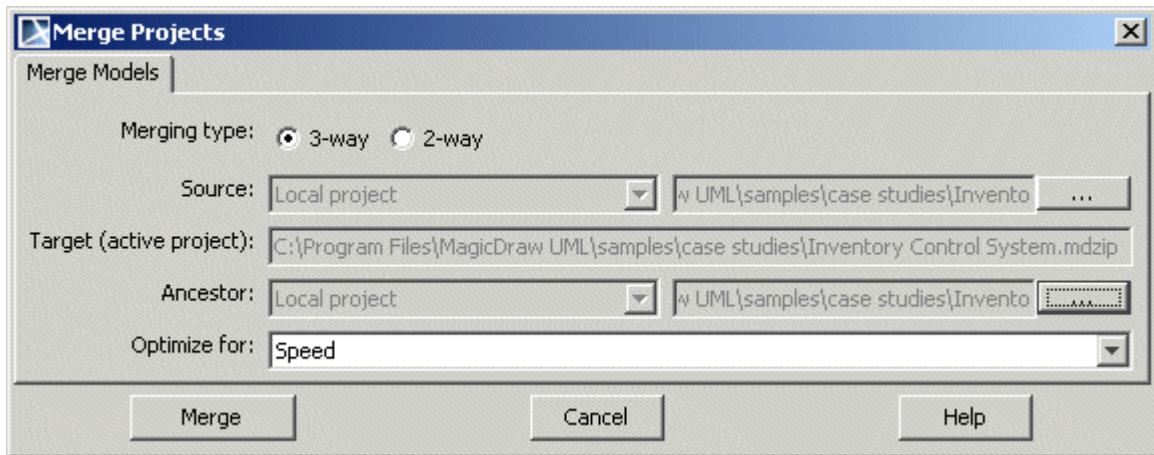 Merge Projects
Merge Models
Merging type: 3-way 2-way
Source: Local project w UML\samples\case studies\Invento ...
Target (active project): C:\Program Files\MagicDraw UML\samples\case studies\Inventory Control System.mdzip
Ancestor: Local project w UML\samples\case studies\Invento ...
Optimize for: Speed
Merge Cancel Help